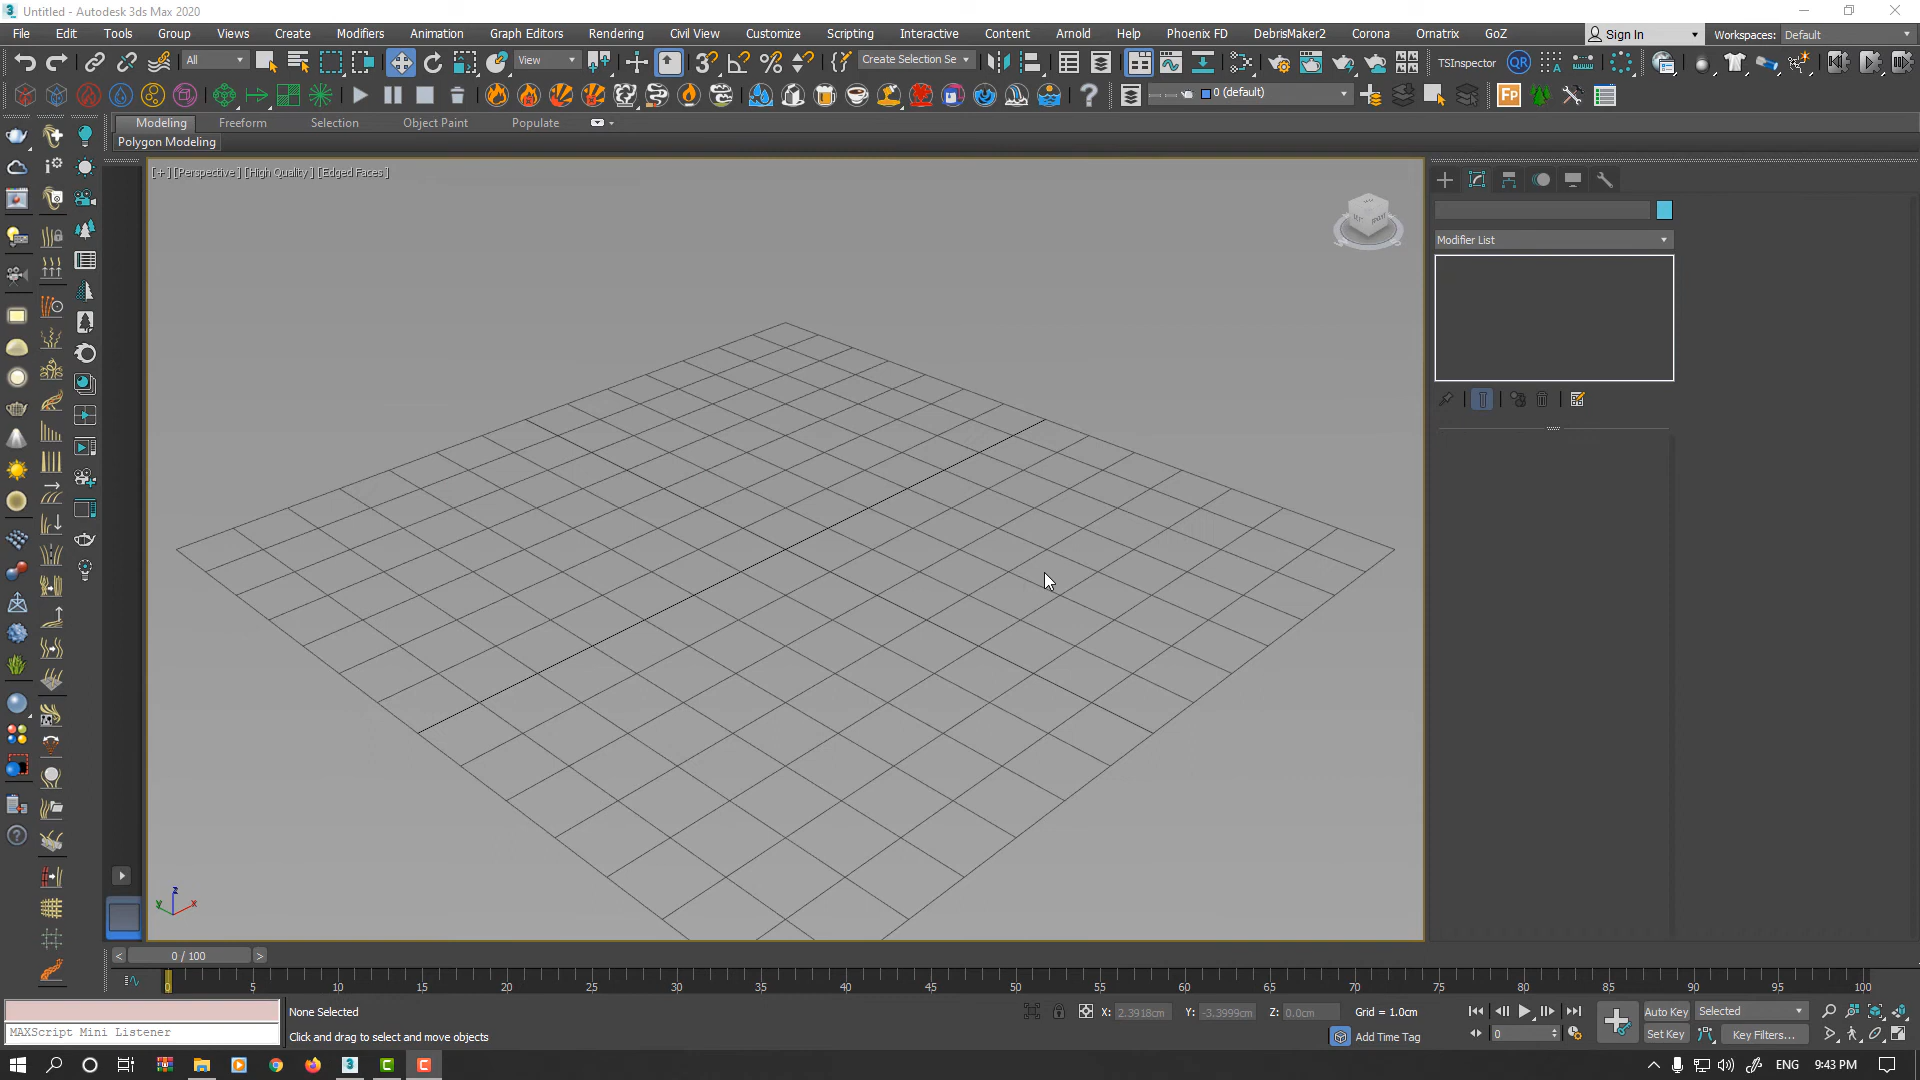 Untitled - Autodesk 3ds Max 2020
File Edit Tools Group Views Create Modifiers Animation Graph Editors Rendering Civil View Customize Scripting Interactive Content Arnold Help Phoenix FD DebrisMaker2 Corona Ornatrix GoZ Sign In Workspaces: Default
All View Create Selection Se TSInspector QR
0 (default) FP
Modeling Freeform Selection Object Paint Populate
Polygon Modeling
[+] [Perspective] [High Quality] [Edged Faces]
Modifier List
z
y x
< 0 / 100 >
0 5 10 15 20 25 30 35 40 45 50 55 60 65 70 75 80 85 90 95 100
None Selected X: 2.3918cm Y: -3.3999cm Z: 0.0cm Grid = 1.0cm Auto Key Selected
MAXScript Mini Listener Click and drag to select and move objects Add Time Tag 0 Set Key Key Filters...
ENG 9:43 PM